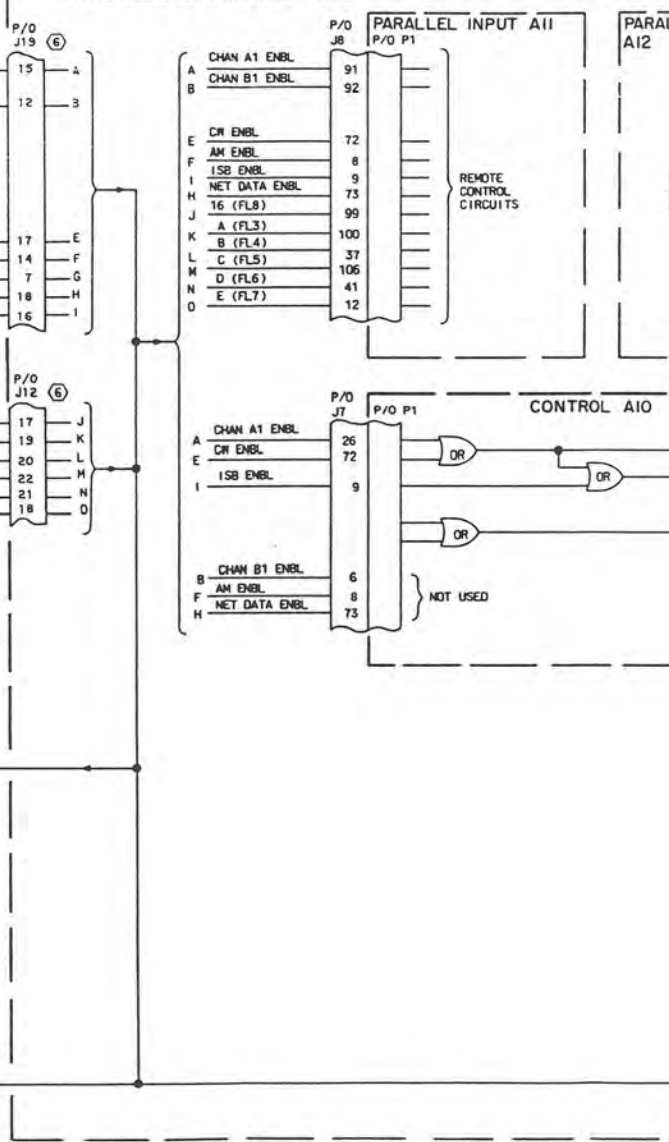 P/O
J19 6
15 A
12 B
17 E
14 F
7 G
18 H
16 I
P/O
J12 6
17 J
19 K
20 L
22 M
21 N
18 O
P/O
J8
PARALLEL INPUT A11
P/O P1
A CHAN A1 ENBL 91
B CHAN B1 ENBL 92
E CW ENBL 72
F AM ENBL 8
I ISB ENBL 9
H NET DATA ENBL 73
J 16 (FL8) 99
K A (FL3) 100
L B (FL4) 37
M C (FL5) 106
N D (FL6) 41
O E (FL7) 12
REMOTE
CONTROL
CIRCUITS
PARAL
A12
P/O
J7
P/O P1
CONTROL A10
A CHAN A1 ENBL 26
E CW ENBL 72
I ISB ENBL 9
OR
OR
OR
B CHAN B1 ENBL 6
F AM ENBL 8
H NET DATA ENBL 73
NOT USED